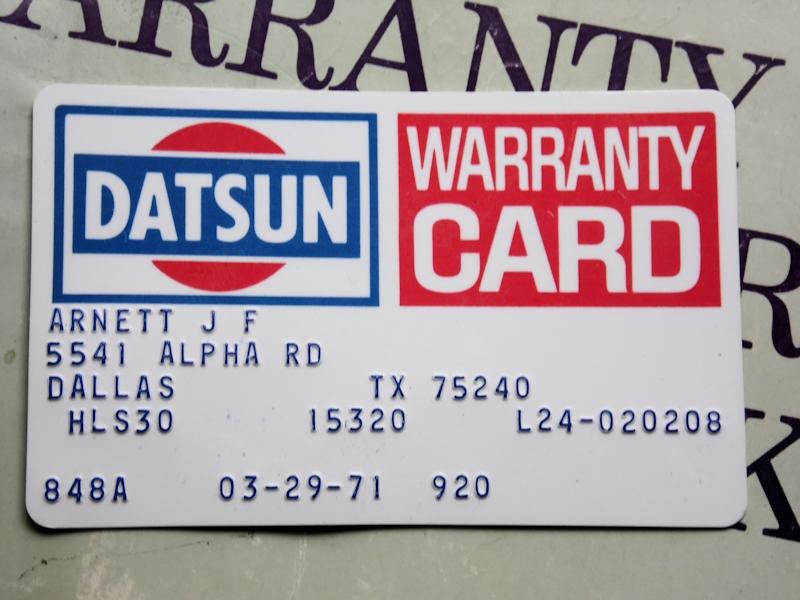 WARRANTY
DATSUN
WARRANTY
CARD
ARNETT J F
5541 ALPHA RD
DALLAS TX 75240
HLS30 15320 L24-020208
848A 03-29-71 920